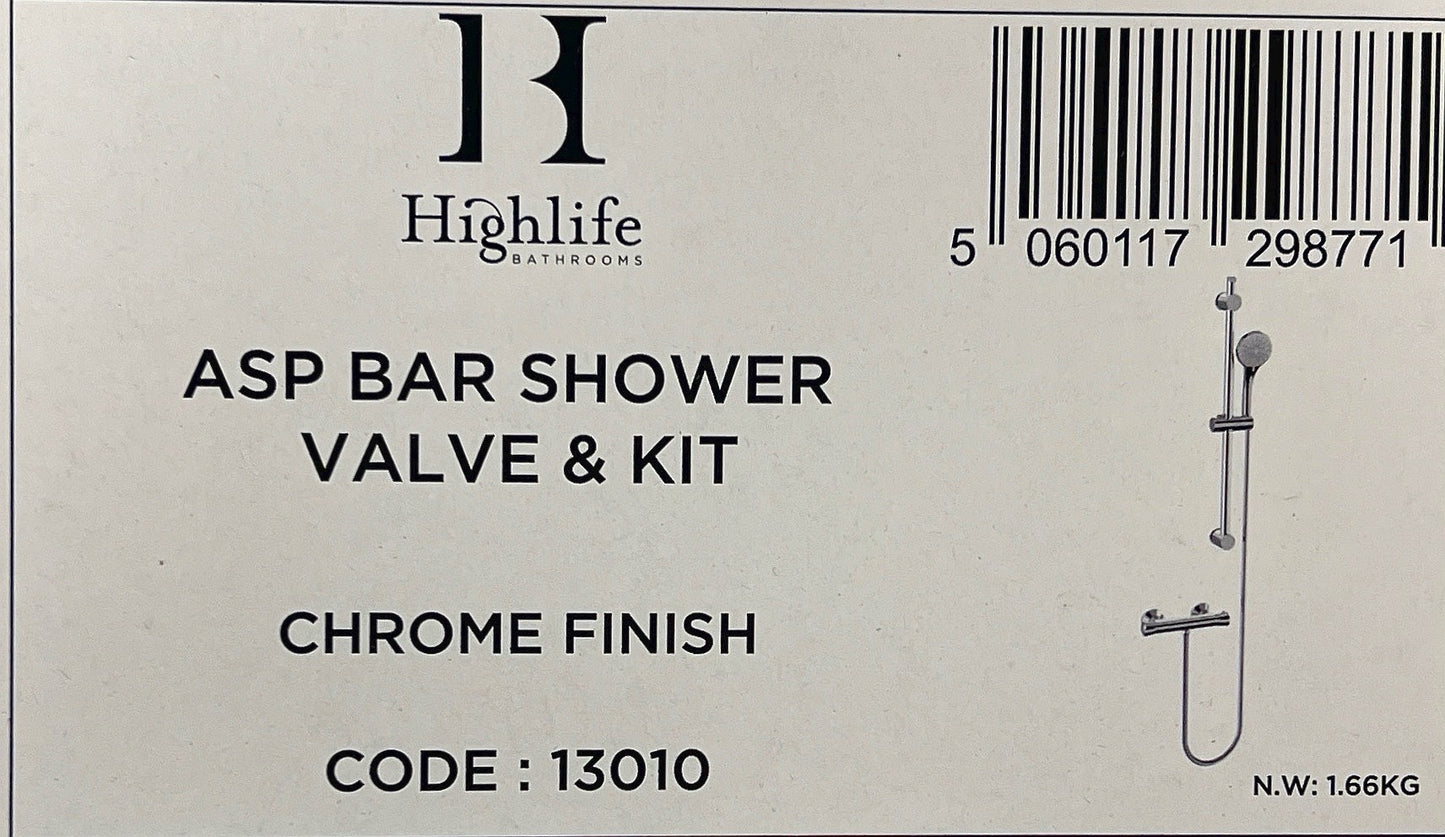 H
Highlife
BATHROOMS
5 060117 298771
ASP BAR SHOWER
VALVE & KIT
CHROME FINISH
CODE : 13010
N.W: 1.66KG